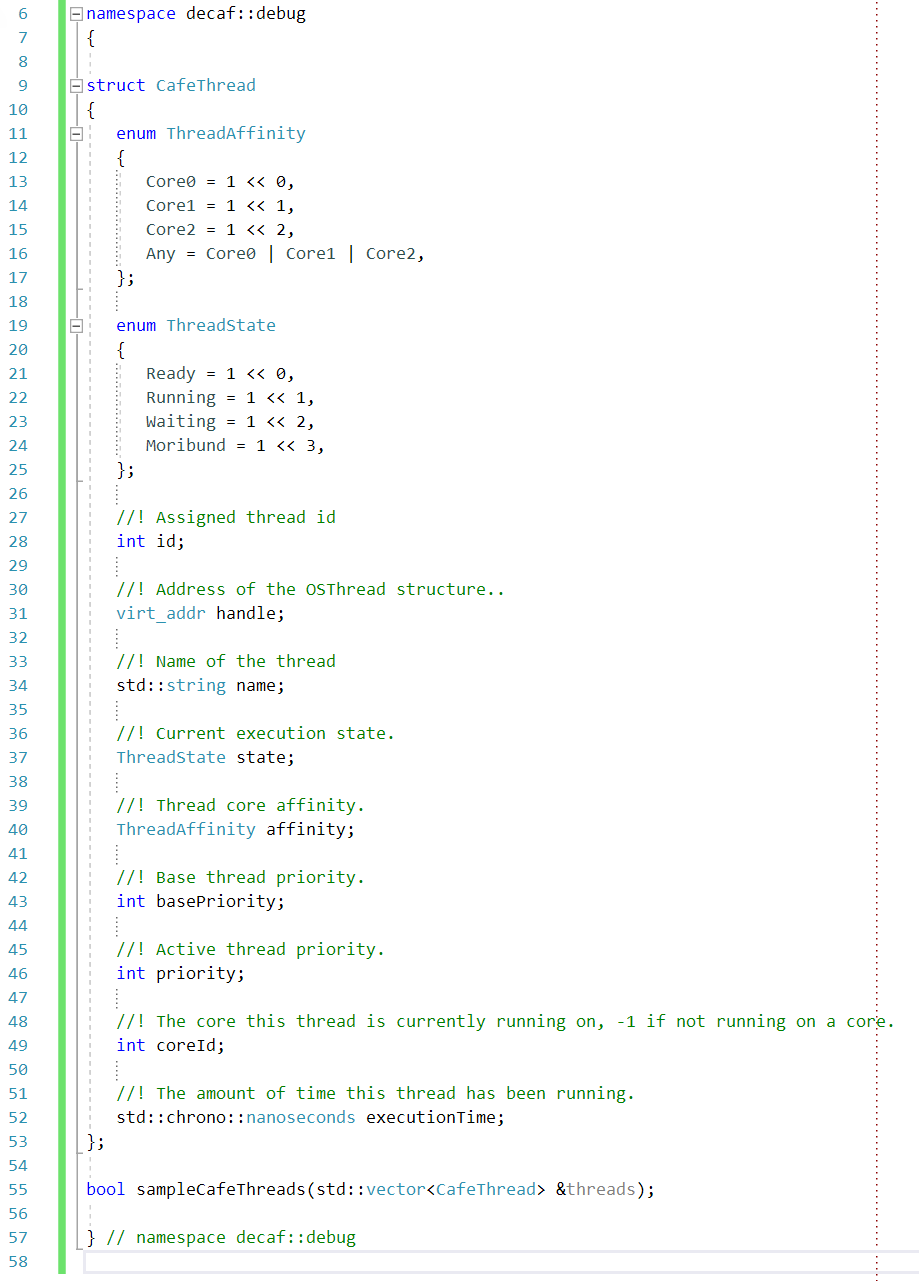 6 namespace decaf::debug
7 {
8
9 struct CafeThread
10 {
11 enum ThreadAffinity
12 {
13 Core0 = 1 << 0,
14 Core1 = 1 << 1,
15 Core2 = 1 << 2,
16 Any = Core0 | Core1 | Core2,
17 };
18
19 enum ThreadState
20 {
21 Ready = 1 << 0,
22 Running = 1 << 1,
23 Waiting = 1 << 2,
24 Moribund = 1 << 3,
25 };
26
27 //! Assigned thread id
28 int id;
29
30 //! Address of the OSThread structure..
31 virt_addr handle;
32
33 //! Name of the thread
34 std::string name;
35
36 //! Current execution state.
37 ThreadState state;
38
39 //! Thread core affinity.
40 ThreadAffinity affinity;
41
42 //! Base thread priority.
43 int basePriority;
44
45 //! Active thread priority.
46 int priority;
47
48 //! The core this thread is currently running on, -1 if not running on a core.
49 int coreId;
50
51 //! The amount of time this thread has been running.
52 std::chrono::nanoseconds executionTime;
53 };
54
55 bool sampleCafeThreads(std::vector<CafeThread> &threads);
56
57 } // namespace decaf::debug
58